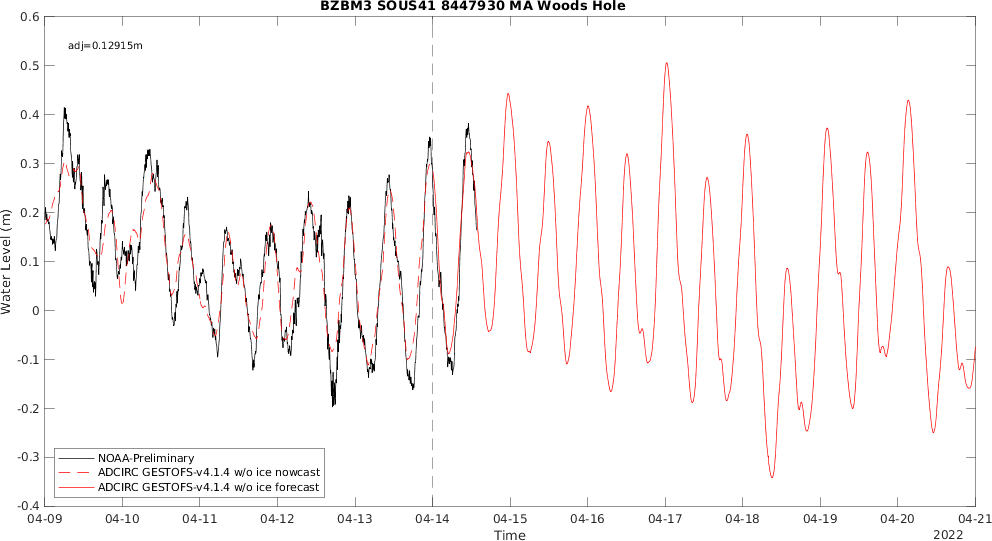 BZBM3 SOUS41 8447930 MA Woods Hole
0.6
adj=0.12915m
0.5
0.4
0.3
0.2
0.1
0
-0.1
-0.2
-0.3
-0.4
Water Level (m)
NOAA-Preliminary
ADCIRC GESTOFS-v4.1.4 w/o ice nowcast
ADCIRC GESTOFS-v4.1.4 w/o ice forecast
04-09 04-10 04-11 04-12 04-13 04-14 04-15 04-16 04-17 04-18 04-19 04-20 04-21
Time
2022